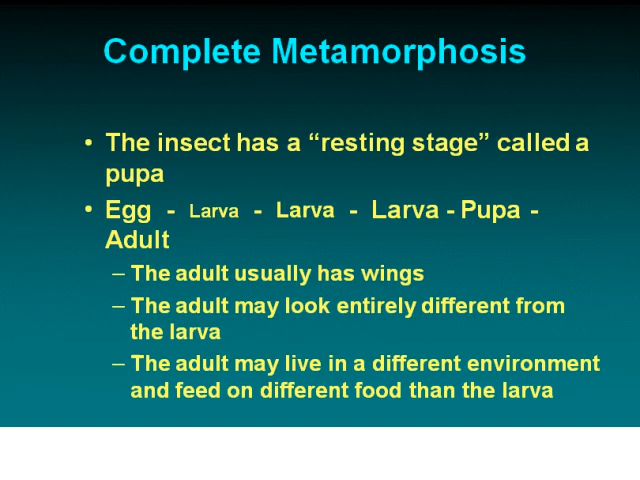 Complete Metamorphosis
• The insect has a “resting stage” called a
pupa
• Egg - Larva - Larva - Larva - Pupa -
Adult
– The adult usually has wings
– The adult may look entirely different from
the larva
– The adult may live in a different environment
and feed on different food than the larva